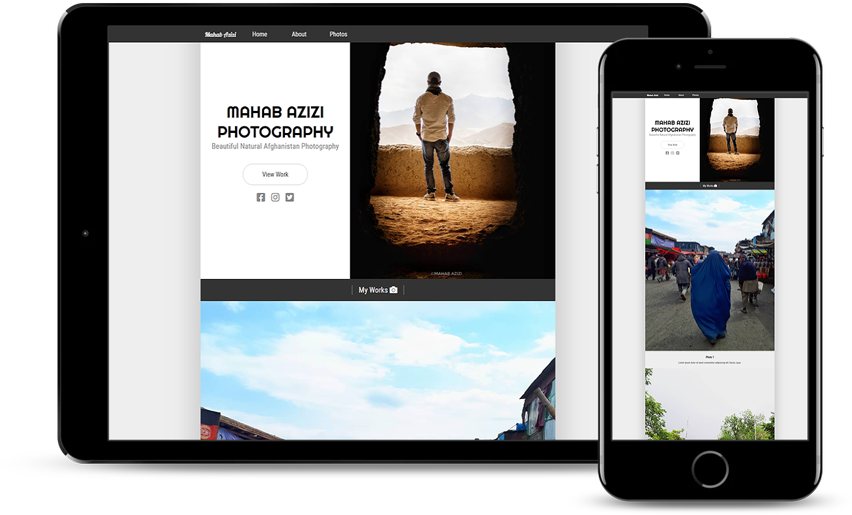 Mahab Azizi Home About Photos
MAHAB AZIZI
PHOTOGRAPHY
Beautiful Natural Afghanistan Photography
View Work
©MAHAB AZIZI
My Works
Mahab Azizi Home About Photos
MAHAB AZIZI
PHOTOGRAPHY
Beautiful Natural Afghanistan Photography
View Work
My Works
Photo 1